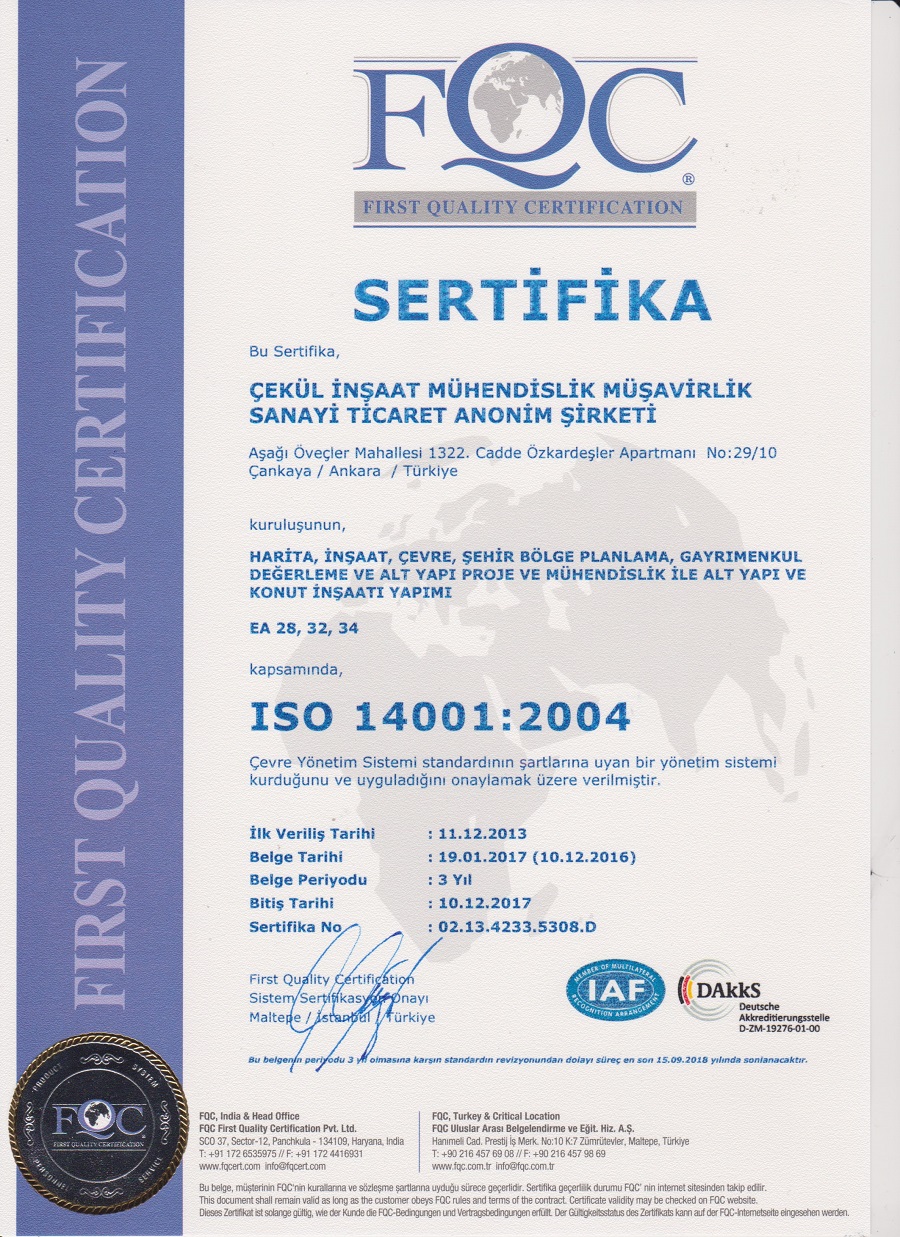 FIRST QUALITY CERTIFICATION
FQC
®
FIRST QUALITY CERTIFICATION
SERTİFİKA
Bu Sertifika,
ÇEKÜL İNŞAAT MÜHENDİSLİK MÜŞAVİRLİK
SANAYİ TİCARET ANONİM ŞİRKETİ
Aşağı Öveçler Mahallesi 1322. Cadde Özkardeşler Apartmanı No:29/10
Çankaya / Ankara / Türkiye
kuruluşunun,
HARİTA, İNŞAAT, ÇEVRE, ŞEHİR BÖLGE PLANLAMA, GAYRIMENKUL
DEĞERLEME VE ALT YAPI PROJE VE MÜHENDİSLİK İLE ALT YAPI VE
KONUT İNŞAATI YAPIMI
EA 28, 32, 34
kapsamında,
ISO 14001:2004
Çevre Yönetim Sistemi standardının şartlarına uyan bir yönetim sistemi
kurduğunu ve uyguladığını onaylamak üzere verilmiştir.
İlk Veriliş Tarihi : 11.12.2013
Belge Tarihi : 19.01.2017 (10.12.2016)
Belge Periyodu : 3 Yıl
Bitiş Tarihi : 10.12.2017
Sertifika No : 02.13.4233.5308.D
First Quality Certification
Sistem Sertifikasyon Onayı
Maltepe / İstanbul / Türkiye
MEMBER OF MULTILATERAL
IAF
RECOGNITION ARRANGEMENT
DAkkS
Deutsche
Akkreditierungsstelle
D-ZM-19276-01-00
Bu belgenin periyodu 3 yıl olmasına karşın standardın revizyonundan dolayı süreç en son 15.09.2018 yılında sonlanacaktır.
PRODUCT
SYSTEM
FQC
FIRST QUALITY CERTIFICATION
PERSONNEL
SERVICE
FQC, India & Head Office
FQC First Quality Certification Pvt. Ltd.
SCO 37, Sector-12, Panchkula - 134109, Haryana, India
T: +91 172 6535975 // F: +91 172 4416931
www.fqcert.com info@fqcert.com
FQC, Turkey & Critical Location
FQC Uluslar Arası Belgelendirme ve Eğit. Hiz. A.Ş.
Hanımeli Cad. Prestij İş Merk. No:10 K:7 Zümrütevler, Maltepe, Türkiye
T: +90 216 457 69 08 // F: +90 216 457 98 69
www.fqc.com.tr info@fqc.com.tr
Bu belge, müşterinin FQC'nin kurallarına ve sözleşme şartlarına uyduğu sürece geçerlidir. Sertifika geçerlilik durumu FQC' nin internet sitesinden takip edilir.
This document shall remain valid as long as the customer obeys FQC rules and terms of the contract. Certificate validity may be checked on FQC website.
Dieses Zertifikat ist solange gültig, wie der Kunde die FQC-Bedingungen und Vertragsbedingungen erfüllt. Der Gültigkeitsstatus des Zertifikats kann auf der FQC-Internetseite eingesehen werden.